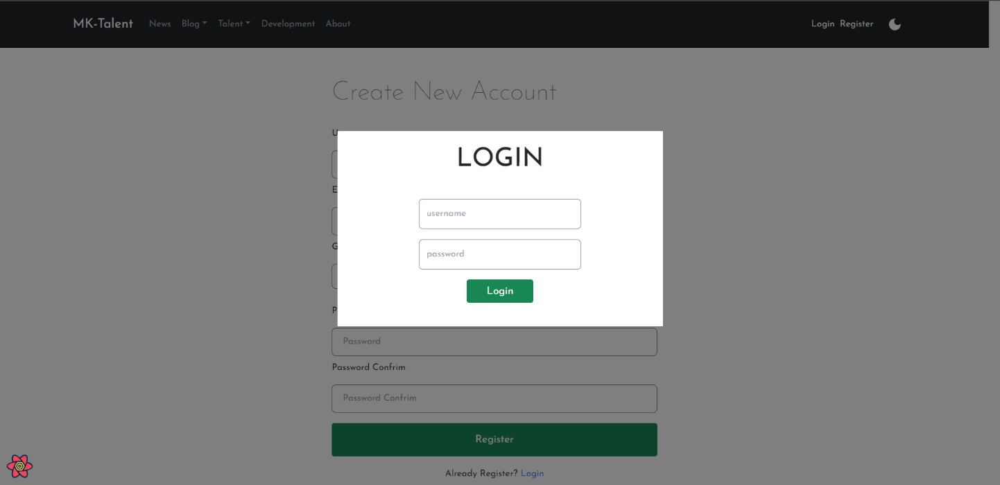 MK-Talent News Blog Talent Development About Login Register
Create New Account
U
LOGIN
E
username
G
password
Login
P
Password
Password Confrim
Password Confrim
Register
Already Register? Login